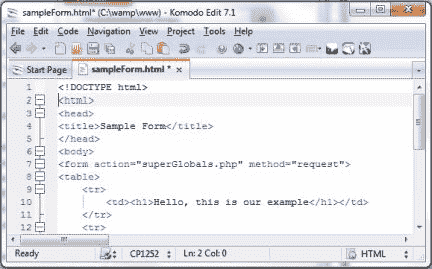 sampleForm.html* (C:\wamp\www) - Komodo Edit 7.1
File Edit Code Navigation View Project Tools Help
Start Page sampleForm.html *
1 <!DOCTYPE html>
2 <html>
3 <head>
4 <title>Sample Form</title>
5 </head>
6 <body>
7 <form action="superGlobals.php" method="request">
8 <table>
9 <tr>
10 <td><h1>Hello, this is our example</h1></td>
11 </tr>
12 <tr>
Ready CP1252 Ln: 2 Col: 0 HTML